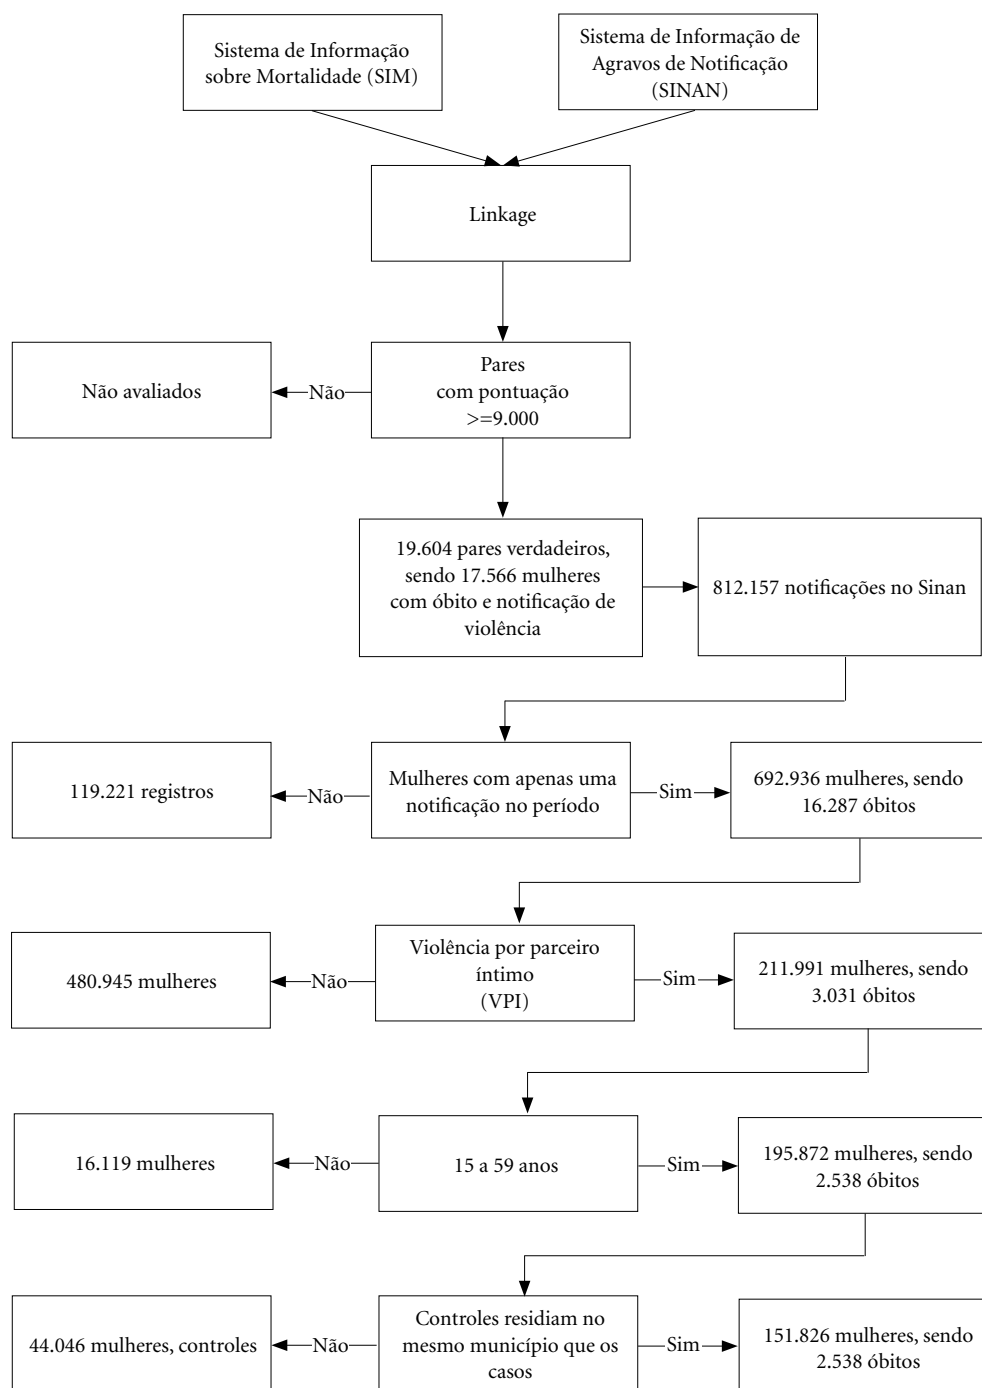 Sistema de Informação
sobre Mortalidade (SIM)
Sistema de Informação de
Agravos de Notificação
(SINAN)
Linkage
Não avaliados
Não
Pares
com pontuação
>=9.000
19.604 pares verdadeiros,
sendo 17.566 mulheres
com óbito e notificação de
violência
812.157 notificações no Sinan
119.221 registros
Não
Mulheres com apenas uma
notificação no período
Sim
692.936 mulheres, sendo
16.287 óbitos
480.945 mulheres
Não
Violência por parceiro
íntimo
(VPI)
Sim
211.991 mulheres, sendo
3.031 óbitos
16.119 mulheres
Não
15 a 59 anos
Sim
195.872 mulheres, sendo
2.538 óbitos
44.046 mulheres, controles
Não
Controles residiam no
mesmo município que os
casos
Sim
151.826 mulheres, sendo
2.538 óbitos